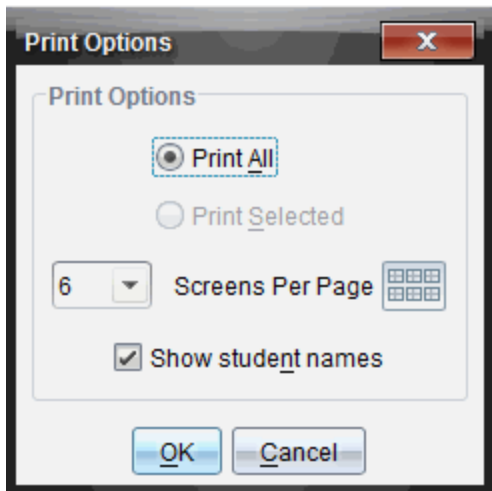 Print Options
Print Options
Print All
Print Selected
6 Screens Per Page
Show student names
OK Cancel